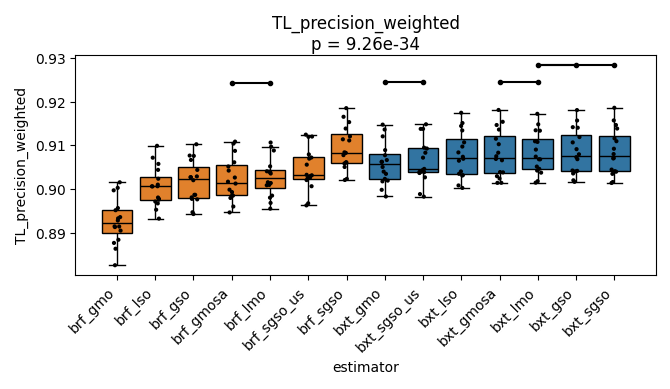 TL_precision_weighted
p = 9.26e-34
TL_precision_weighted
0.93
0.92
0.91
0.90
0.89
brf_gmo
brf_lso
brf_gso
brf_gmosa
brf_lmo
brf_sgso_us
brf_sgso
bxt_gmo
bxt_sgso_us
bxt_lso
bxt_gmosa
bxt_lmo
bxt_gso
bxt_sgso
estimator